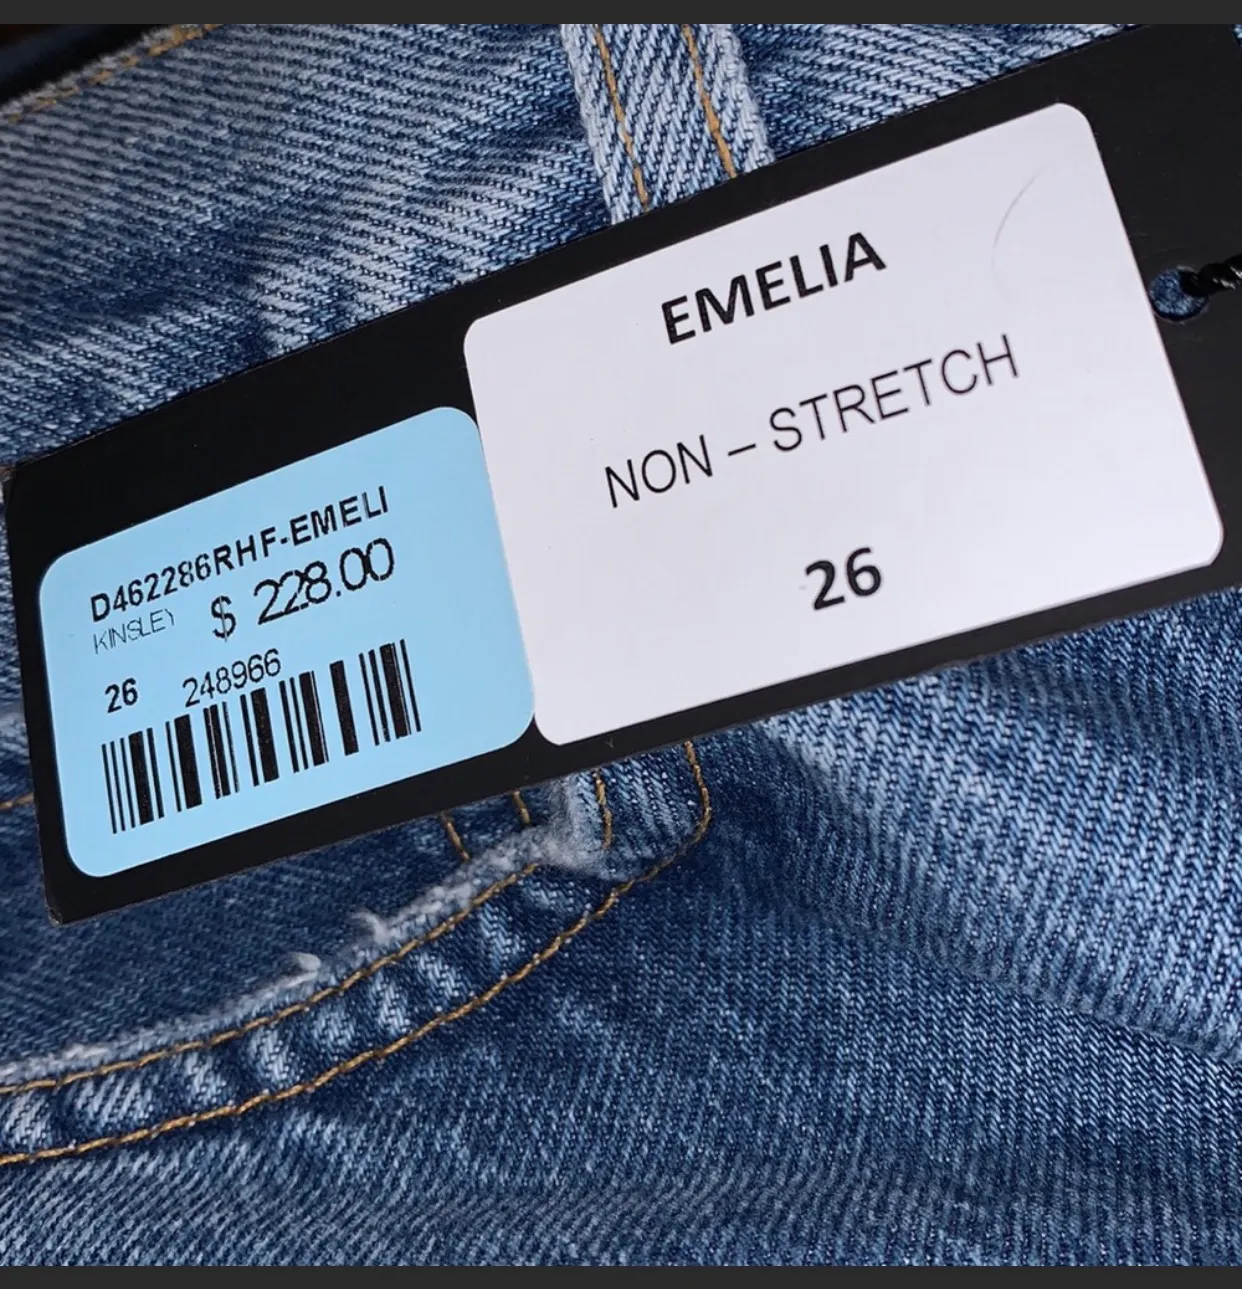 EMELIA
NON – STRETCH
26
D462286RHF-EMELI
KINSLEY
$ 228.00
26 248966